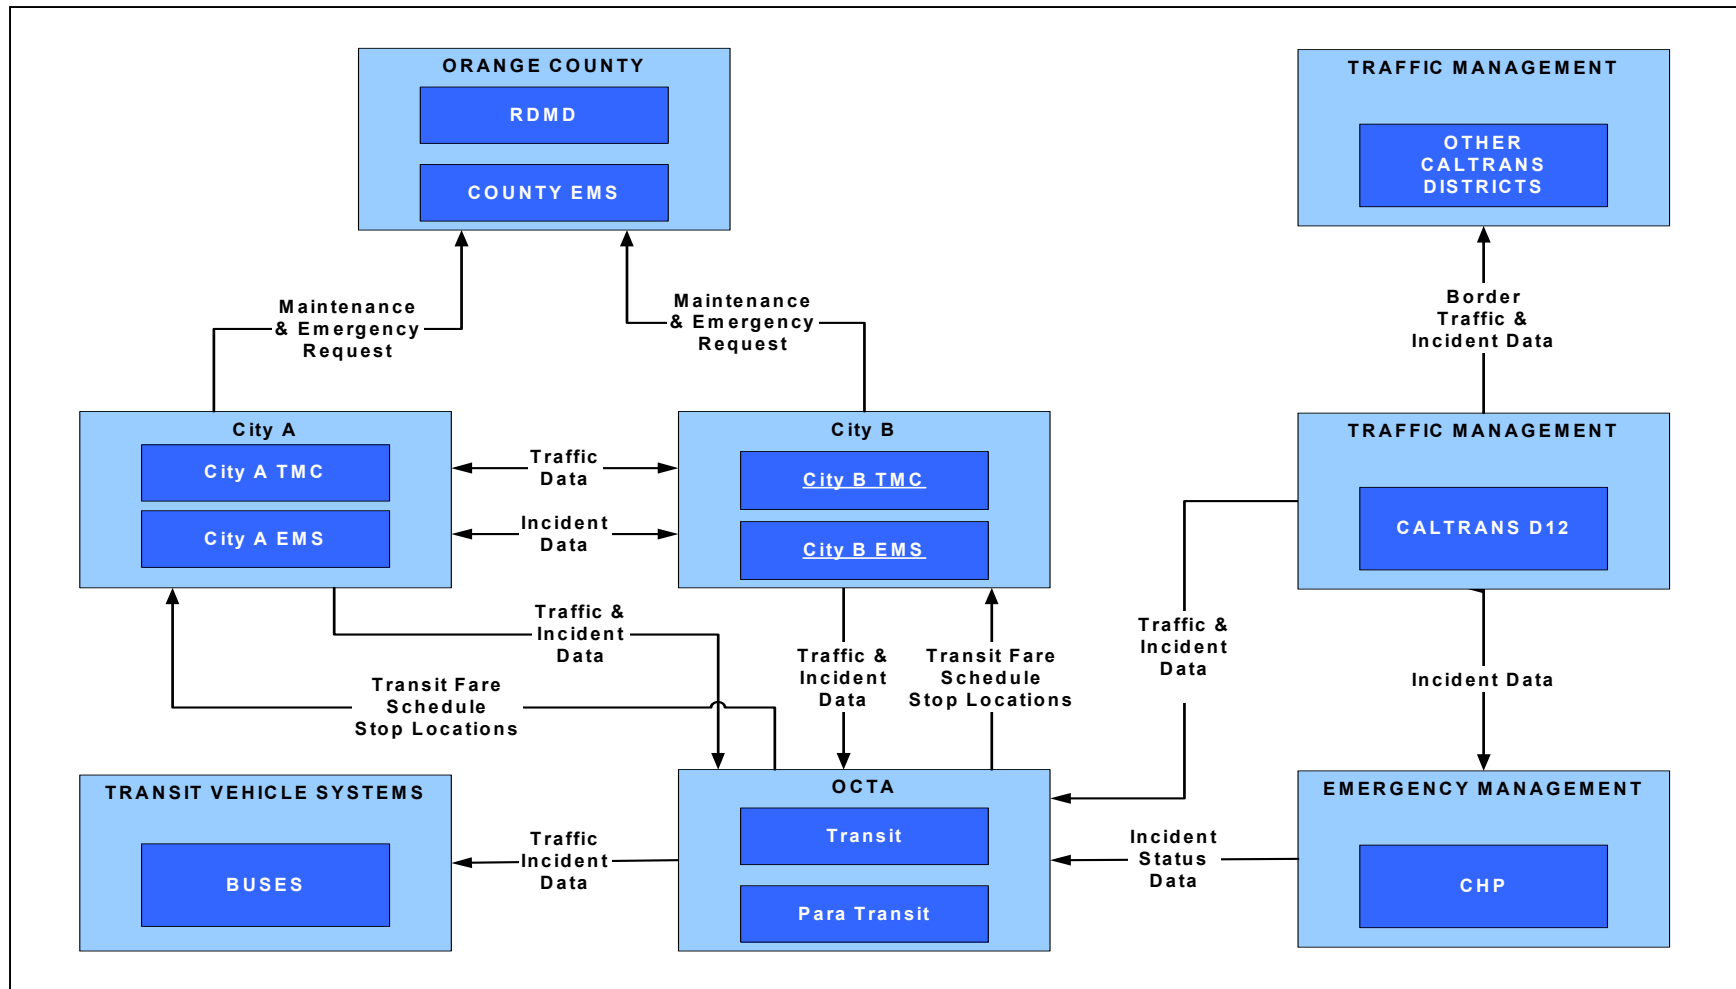 ORANGE COUNTY
RDMD
COUNTY EMS
TRAFFIC MANAGEMENT
OTHER
CALTRANS
DISTRICTS
Maintenance
& Emergency
Request
Maintenance
& Emergency
Request
Border
Traffic &
Incident Data
City A
City A TMC
City A EMS
Traffic
Data
Incident
Data
City B
City B TMC
City B EMS
TRAFFIC MANAGEMENT
CALTRANS D12
Traffic &
Incident
Data
Transit Fare
Schedule
Stop Locations
Traffic &
Incident
Data
Transit Fare
Schedule
Stop Locations
Traffic &
Incident
Data
Incident Data
TRANSIT VEHICLE SYSTEMS
BUSES
Traffic
Incident
Data
OCTA
Transit
Para Transit
Incident
Status
Data
EMERGENCY MANAGEMENT
CHP